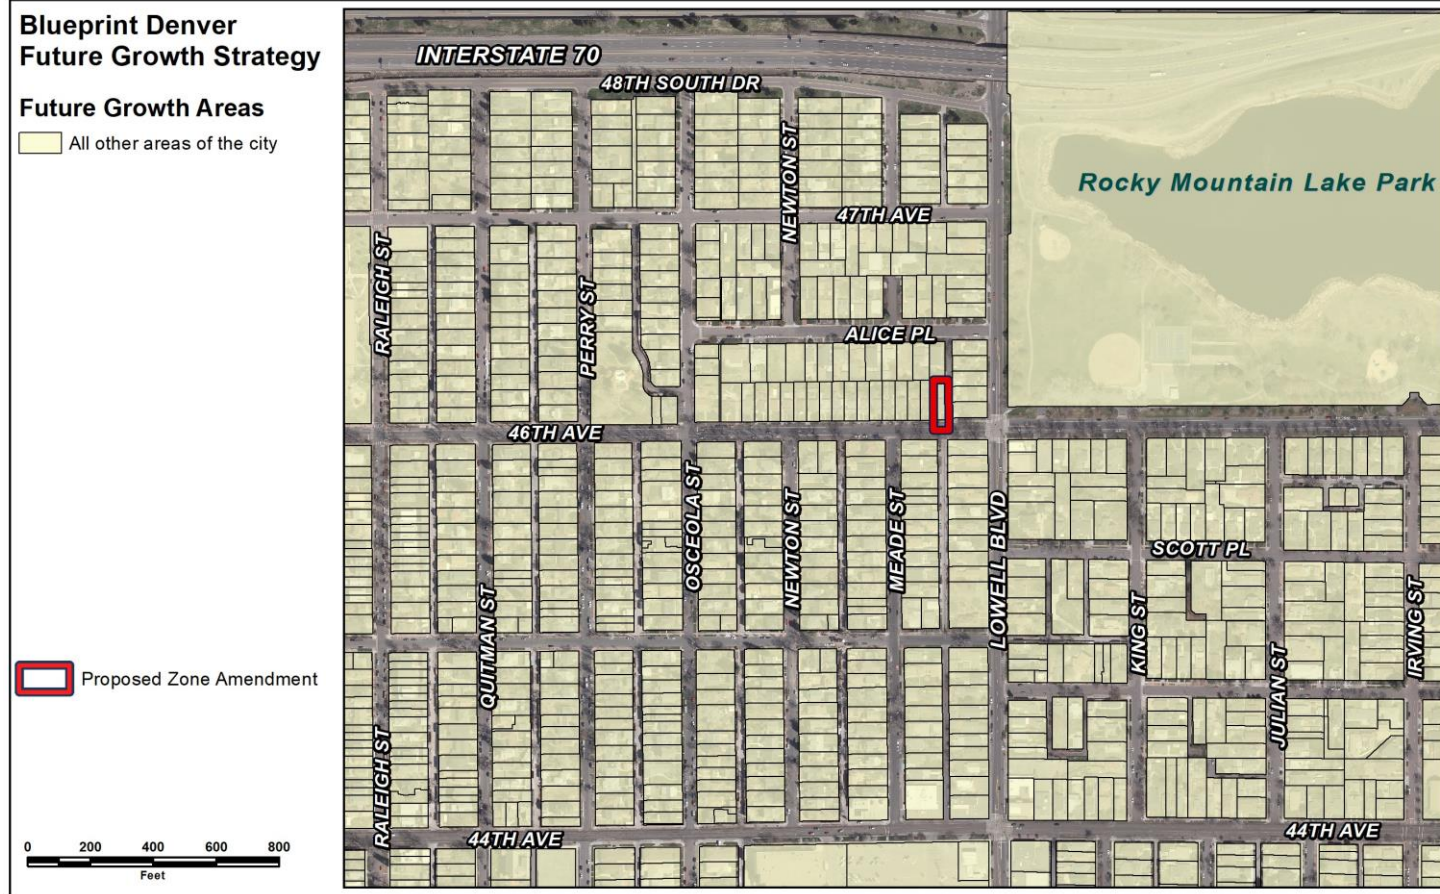 Blueprint Denver
Future Growth Strategy
Future Growth Areas
All other areas of the city
Proposed Zone Amendment
0 200 400 600 800
Feet
INTERSTATE 70
48TH SOUTH DR
NEWTON ST
47TH AVE
Rocky Mountain Lake Park
RALEIGH ST
PERRY ST
ALICE PL
46TH AVE
OSCEOLA ST
NEWTON ST
MEADE ST
LOWELL BLVD
SCOTT PL
QUITMAN ST
KING ST
IRVING ST
JULIAN ST
RALEIGH ST
44TH AVE
44TH AVE